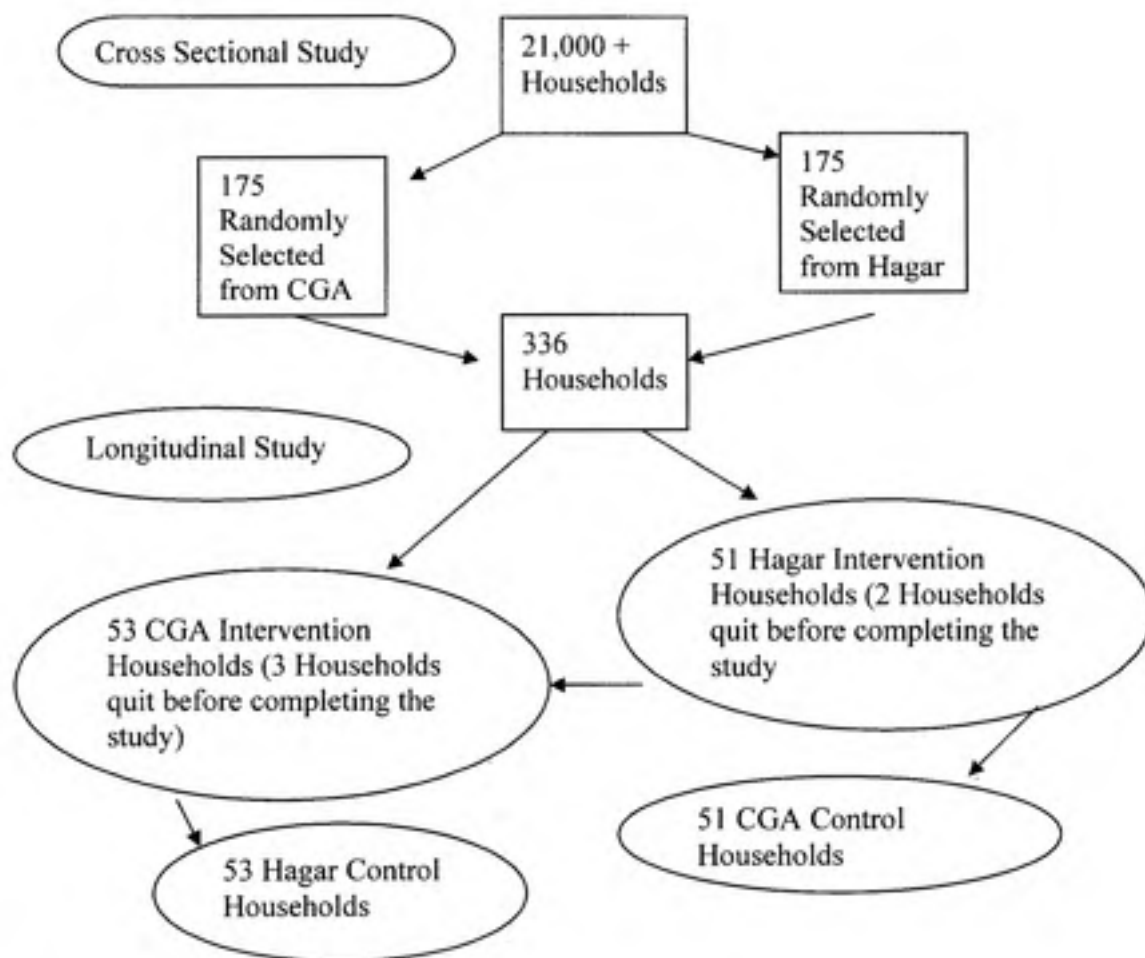 Cross Sectional Study
21,000 +
Households
175
Randomly
Selected
from CGA
175
Randomly
Selected
from Hagar
336
Households
Longitudinal Study
51 Hagar Intervention
Households (2 Households
quit before completing the
study
53 CGA Intervention
Households (3 Households
quit before completing the
study)
51 CGA Control
Households
53 Hagar Control
Households